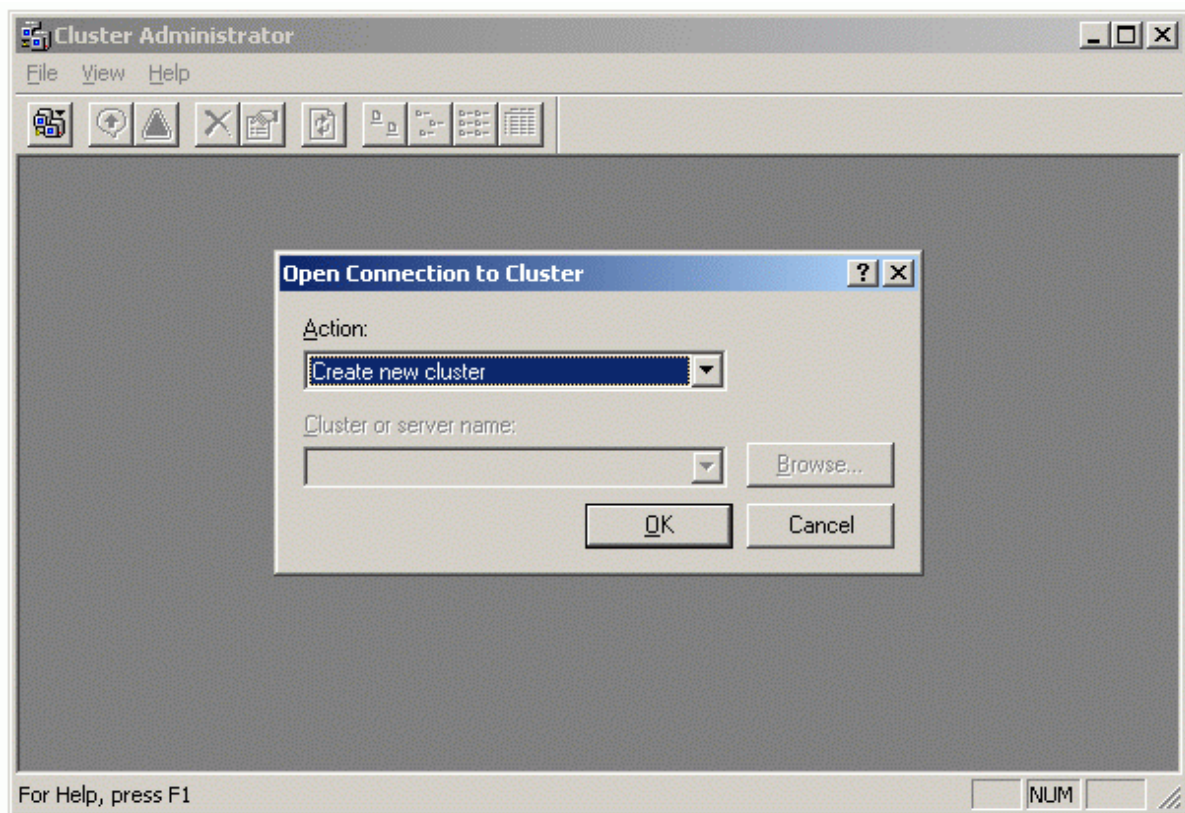 Cluster Administrator
File View Help
Open Connection to Cluster
Action:
Create new cluster
Cluster or server name:
Browse...
OK Cancel
For Help, press F1 NUM